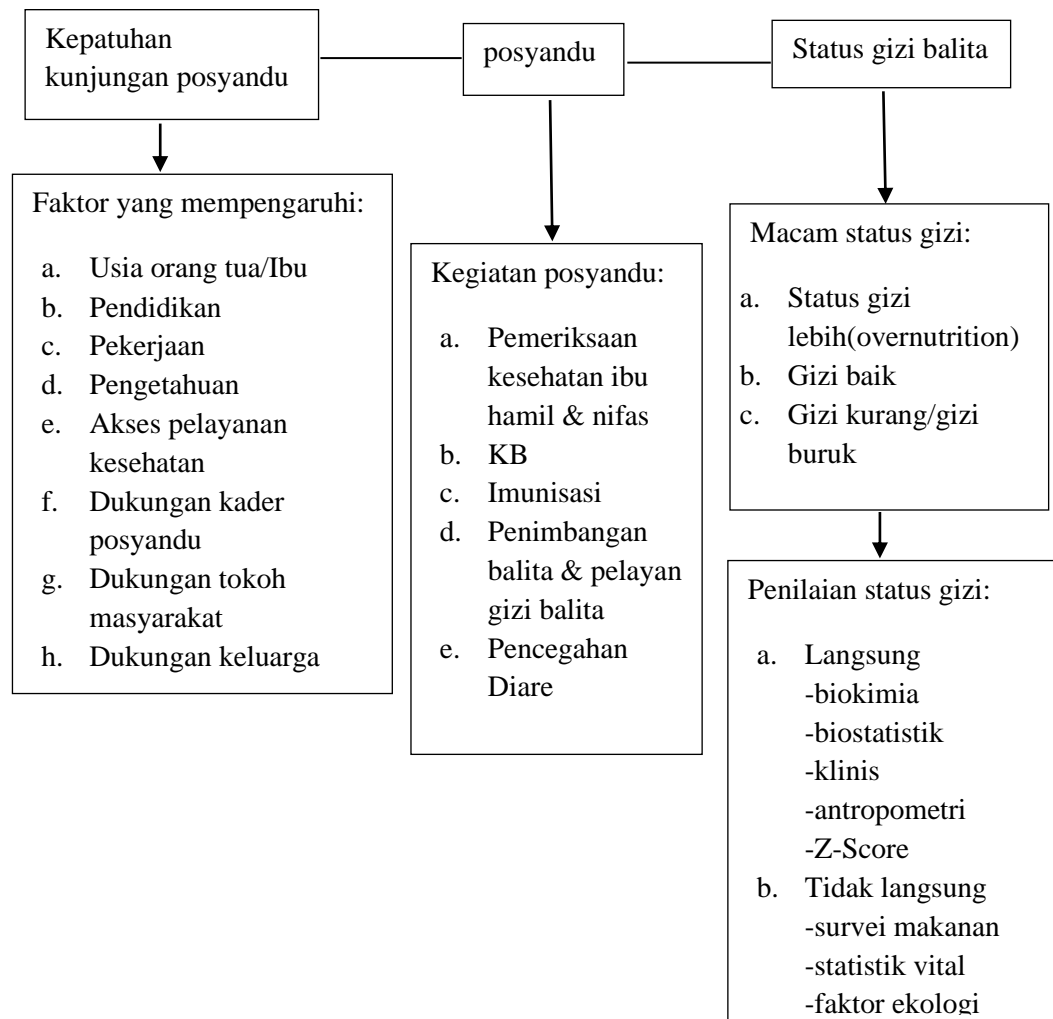 Kepatuhan
kunjungan posyandu
posyandu
Status gizi balita
Faktor yang mempengaruhi:
a. Usia orang tua/Ibu
b. Pendidikan
c. Pekerjaan
d. Pengetahuan
e. Akses pelayanan
kesehatan
f. Dukungan kader
posyandu
g. Dukungan tokoh
masyarakat
h. Dukungan keluarga
Kegiatan posyandu:
a. Pemeriksaan
kesehatan ibu
hamil & nifas
b. KB
c. Imunisasi
d. Penimbangan
balita & pelayan
gizi balita
e. Pencegahan
Diare
Macam status gizi:
a. Status gizi
lebih(overnutrition)
b. Gizi baik
c. Gizi kurang/gizi
buruk
Penilaian status gizi:
a. Langsung
-biokimia
-biostatistik
-klinis
-antropometri
-Z-Score
b. Tidak langsung
-survei makanan
-statistik vital
-faktor ekologi